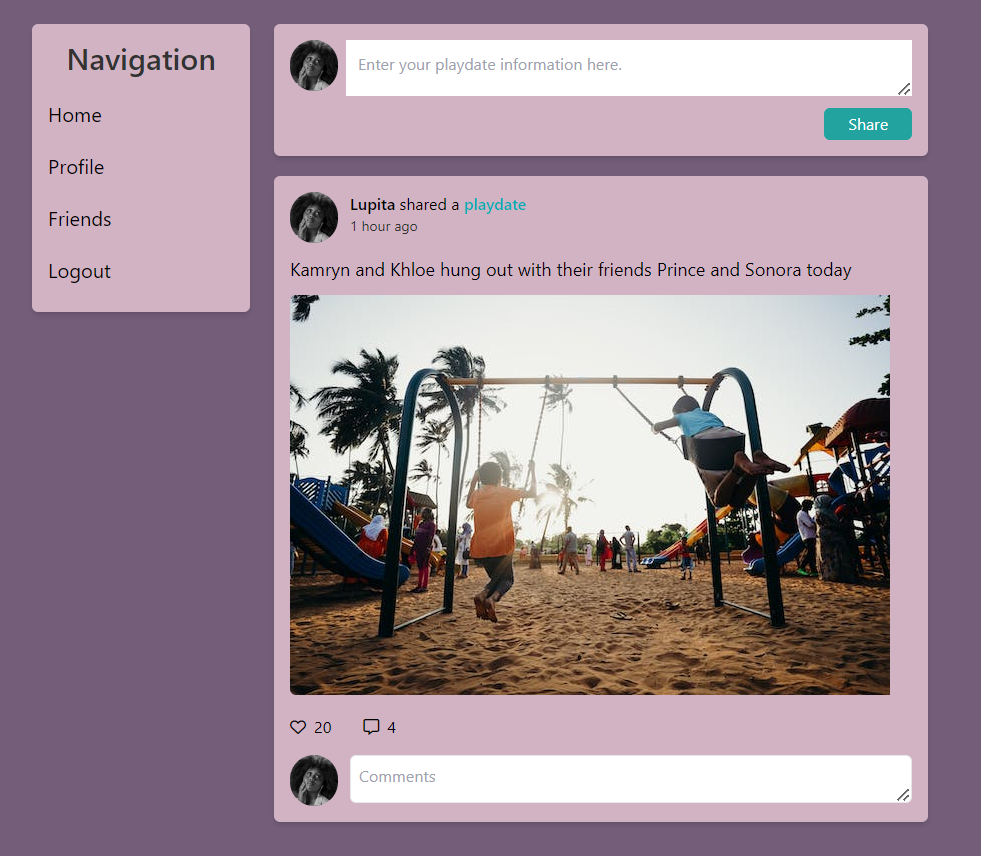 Navigation
Home
Profile
Friends
Logout
Enter your playdate information here.
Share
Lupita shared a playdate
1 hour ago
Kamryn and Khloe hung out with their friends Prince and Sonora today
20 4
Comments